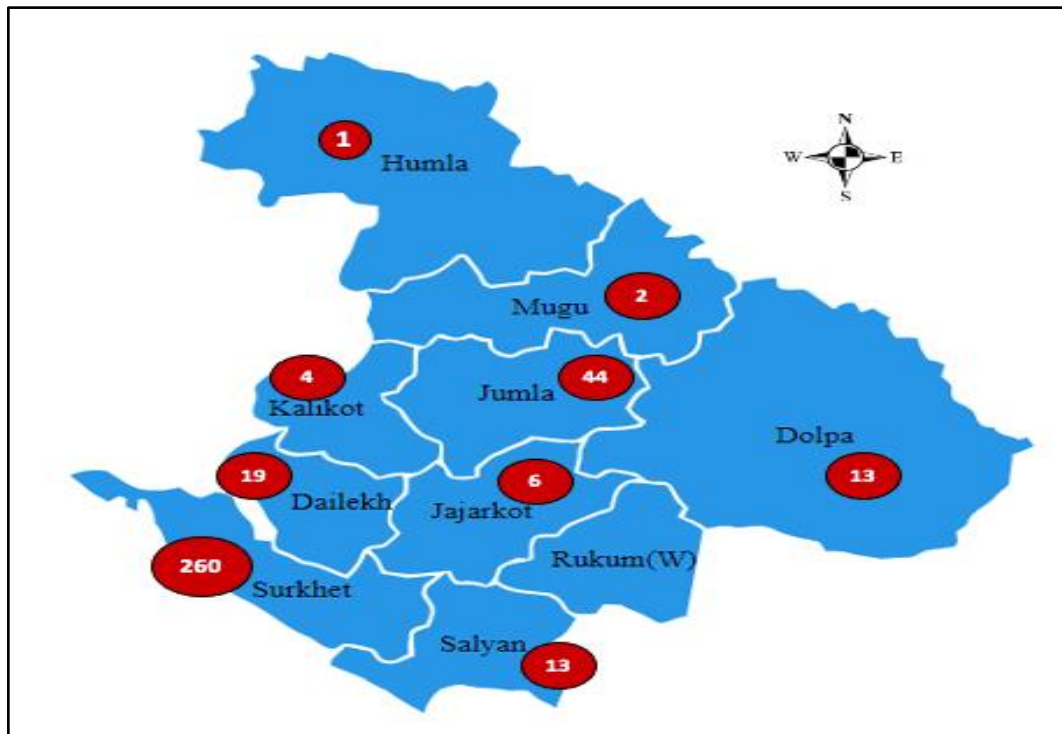 N
W E
S
1
Humla
2
Mugu
4
Kalikot
44
Jumla
Dolpa
13
19
Dailekh
6
Jajarkot
Rukum(W)
260
Surkhet
Salyan
13